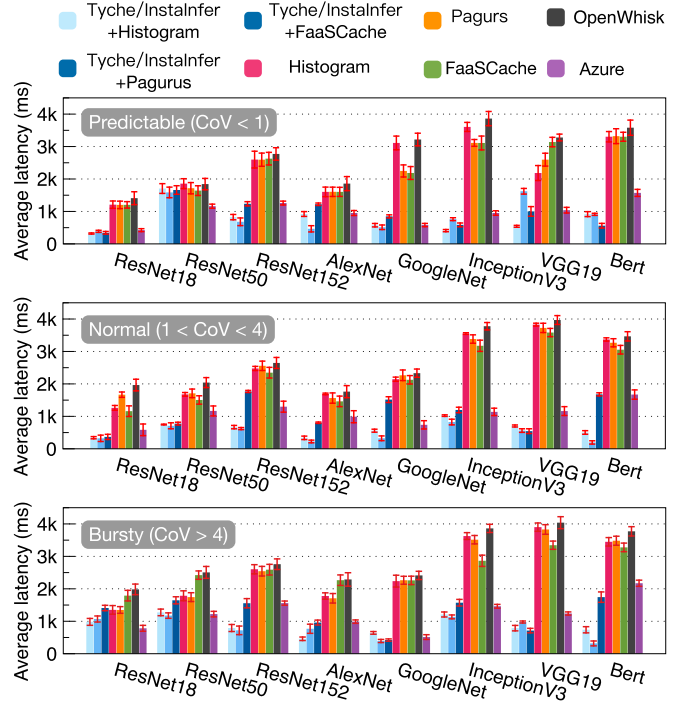 Tyche/InstaInfer
+Histogram
Tyche/InstaInfer
+FaaSCache
Pagurs
OpenWhisk
Tyche/InstaInfer
+Pagurus
Histogram
FaaSCache
Azure
Average latency (ms)
4k
3k
2k
1k
0
Predictable (CoV < 1)
ResNet18
ResNet50
ResNet152
AlexNet
GoogleNet
InceptionV3
VGG19
Bert
Average latency (ms)
4k
3k
2k
1k
0
Normal (1 < CoV < 4)
ResNet18
ResNet50
ResNet152
AlexNet
GoogleNet
InceptionV3
VGG19
Bert
Average latency (ms)
4k
3k
2k
1k
0
Bursty (CoV > 4)
ResNet18
ResNet50
ResNet152
AlexNet
GoogleNet
InceptionV3
VGG19
Bert